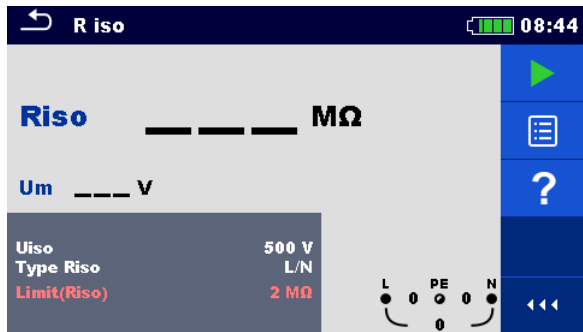 R iso 08:44
Riso ___ MΩ
Um ___ V
?
Uiso 500 V
Type Riso L/N
Limit(Riso) 2 MΩ
L PE N
0 0
0